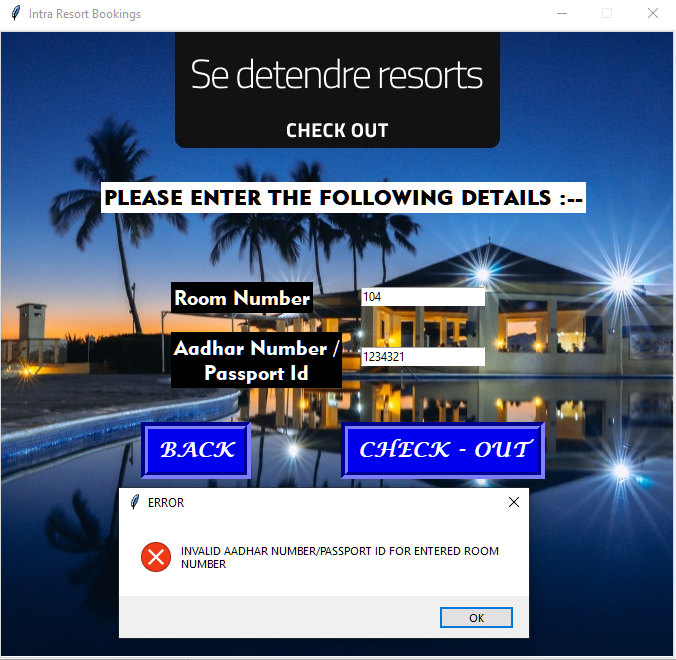 Intra Resort Bookings
Se detendre resorts
CHECK OUT
PLEASE ENTER THE FOLLOWING DETAILS :--
Room Number
104
Aadhar Number /
Passport Id
1234321
BACK
CHECK - OUT
ERROR
INVALID AADHAR NUMBER/PASSPORT ID FOR ENTERED ROOM
NUMBER
OK